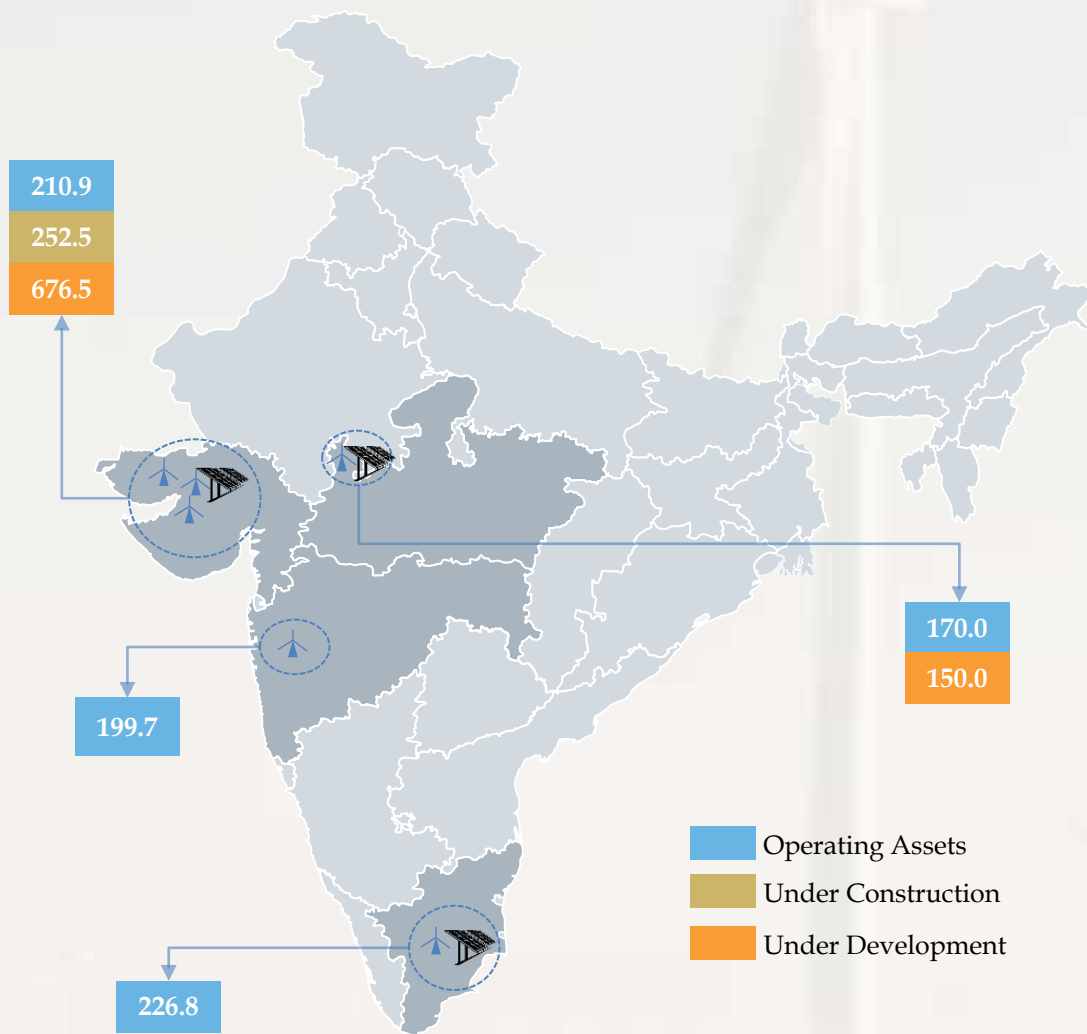 210.9
252.5
676.5
170.0
150.0
199.7
226.8
Operating Assets
Under Construction
Under Development